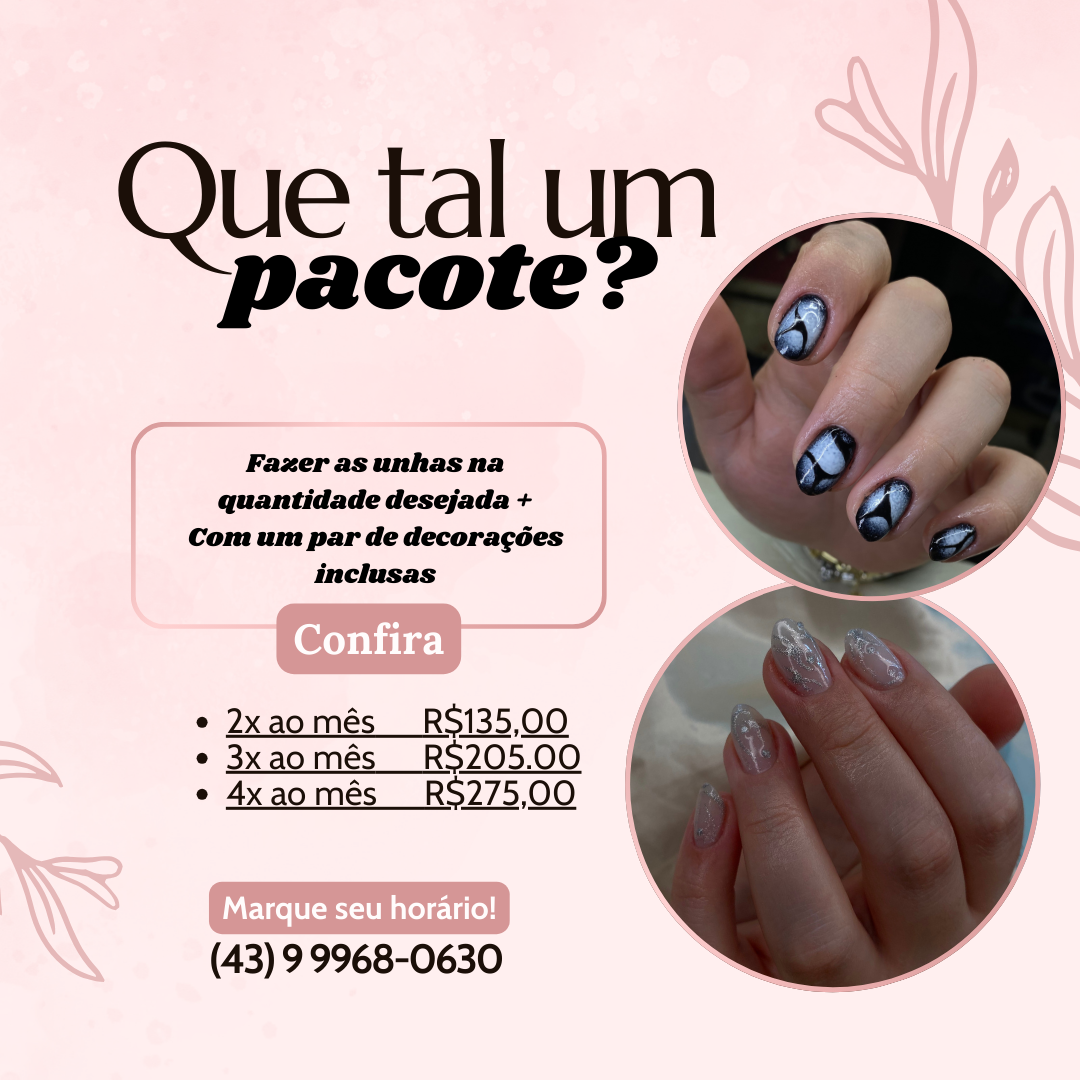 Que tal um
pacote?
Fazer as unhas na
quantidade desejada +
Com um par de decorações
inclusas
Confira
• 2x ao mês R$135,00
• 3x ao mês R$205.00
• 4x ao mês R$275,00
Marque seu horário!
(43) 9 9968-0630